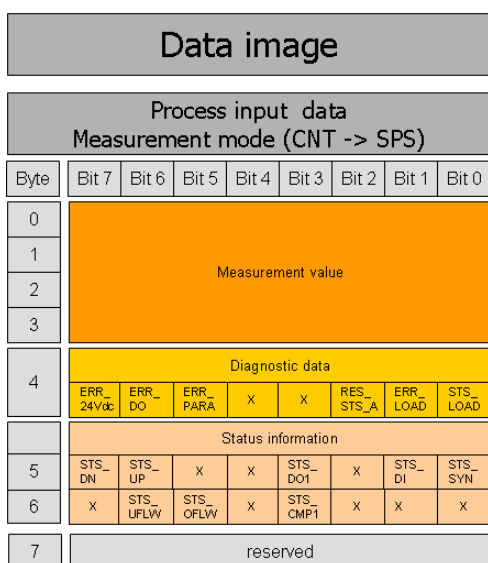 Data image
Process input data
Measurement mode (CNT -> SPS)
Byte Bit 7 Bit 6 Bit 5 Bit 4 Bit 3 Bit 2 Bit 1 Bit 0
0
1
Measurement value
2
3
Diagnostic data
4
ERR_ ERR_ ERR_ X X RES_ ERR_ STS_
24Vdc DO PARA STS_A LOAD LOAD
Status information
5 STS_ STS_ X X STS_ X STS_ STS_
DN UP DO1 DI SYN
6 X STS_ STS_ X STS_ X X X
UFLW OFLW CMP1
7 reserved